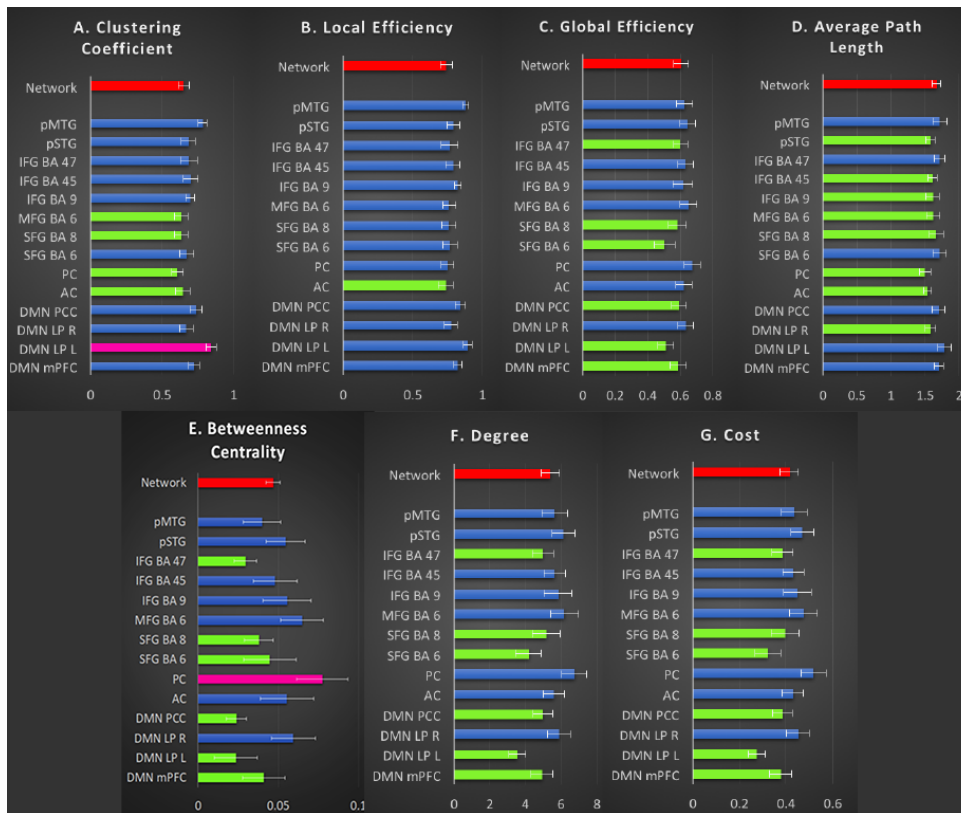 A. Clustering
Coefficient
Network
pMTG
pSTG
IFG BA 47
IFG BA 45
IFG BA 9
MFG BA 6
SFG BA 8
SFG BA 6
PC
AC
DMN PCC
DMN LP R
DMN LP L
DMN mPFC
0 0.5 1
B. Local Efficiency
Network
pMTG
pSTG
IFG BA 47
IFG BA 45
IFG BA 9
MFG BA 6
SFG BA 8
SFG BA 6
PC
AC
DMN PCC
DMN LP R
DMN LP L
DMN mPFC
0 0.5 1
C. Global Efficiency
Network
pMTG
pSTG
IFG BA 47
IFG BA 45
IFG BA 9
MFG BA 6
SFG BA 8
SFG BA 6
PC
AC
DMN PCC
DMN LP R
DMN LP L
DMN mPFC
0 0.2 0.4 0.6 0.8
D. Average Path
Length
Network
pMTG
pSTG
IFG BA 47
IFG BA 45
IFG BA 9
MFG BA 6
SFG BA 8
SFG BA 6
PC
AC
DMN PCC
DMN LP R
DMN LP L
DMN mPFC
0 0.5 1 1.5 2
E. Betweenness
Centrality
Network
pMTG
pSTG
IFG BA 47
IFG BA 45
IFG BA 9
MFG BA 6
SFG BA 8
SFG BA 6
PC
AC
DMN PCC
DMN LP R
DMN LP L
DMN mPFC
0 0.05 0.1
F. Degree
Network
pMTG
pSTG
IFG BA 47
IFG BA 45
IFG BA 9
MFG BA 6
SFG BA 8
SFG BA 6
PC
AC
DMN PCC
DMN LP R
DMN LP L
DMN mPFC
0 2 4 6 8
G. Cost
Network
pMTG
pSTG
IFG BA 47
IFG BA 45
IFG BA 9
MFG BA 6
SFG BA 8
SFG BA 6
PC
AC
DMN PCC
DMN LP R
DMN LP L
DMN mPFC
0 0.2 0.4 0.6